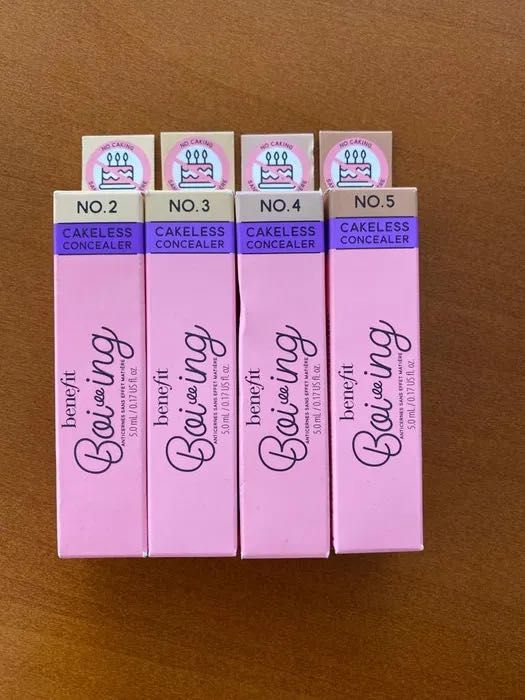 NO CAKING
NO CAKING
NO CAKING
NO CAKING
NO.2
CAKELESS
CONCEALER
benefit
Boi-ing
ANTICERNES SANS EFFET MATIÈRE
5.0 mL / 0.17 US fl. oz.
NO.3
CAKELESS
CONCEALER
benefit
Boi-ing
ANTICERNES SANS EFFET MATIÈRE
5.0 mL / 0.17 US fl. oz.
NO.4
CAKELESS
CONCEALER
benefit
Boi-ing
ANTICERNES SANS EFFET MATIÈRE
5.0 mL / 0.17 US fl. oz.
NO.5
CAKELESS
CONCEALER
benefit
Boi-ing
ANTICERNES SANS EFFET MATIÈRE
5.0 mL / 0.17 US fl. oz.